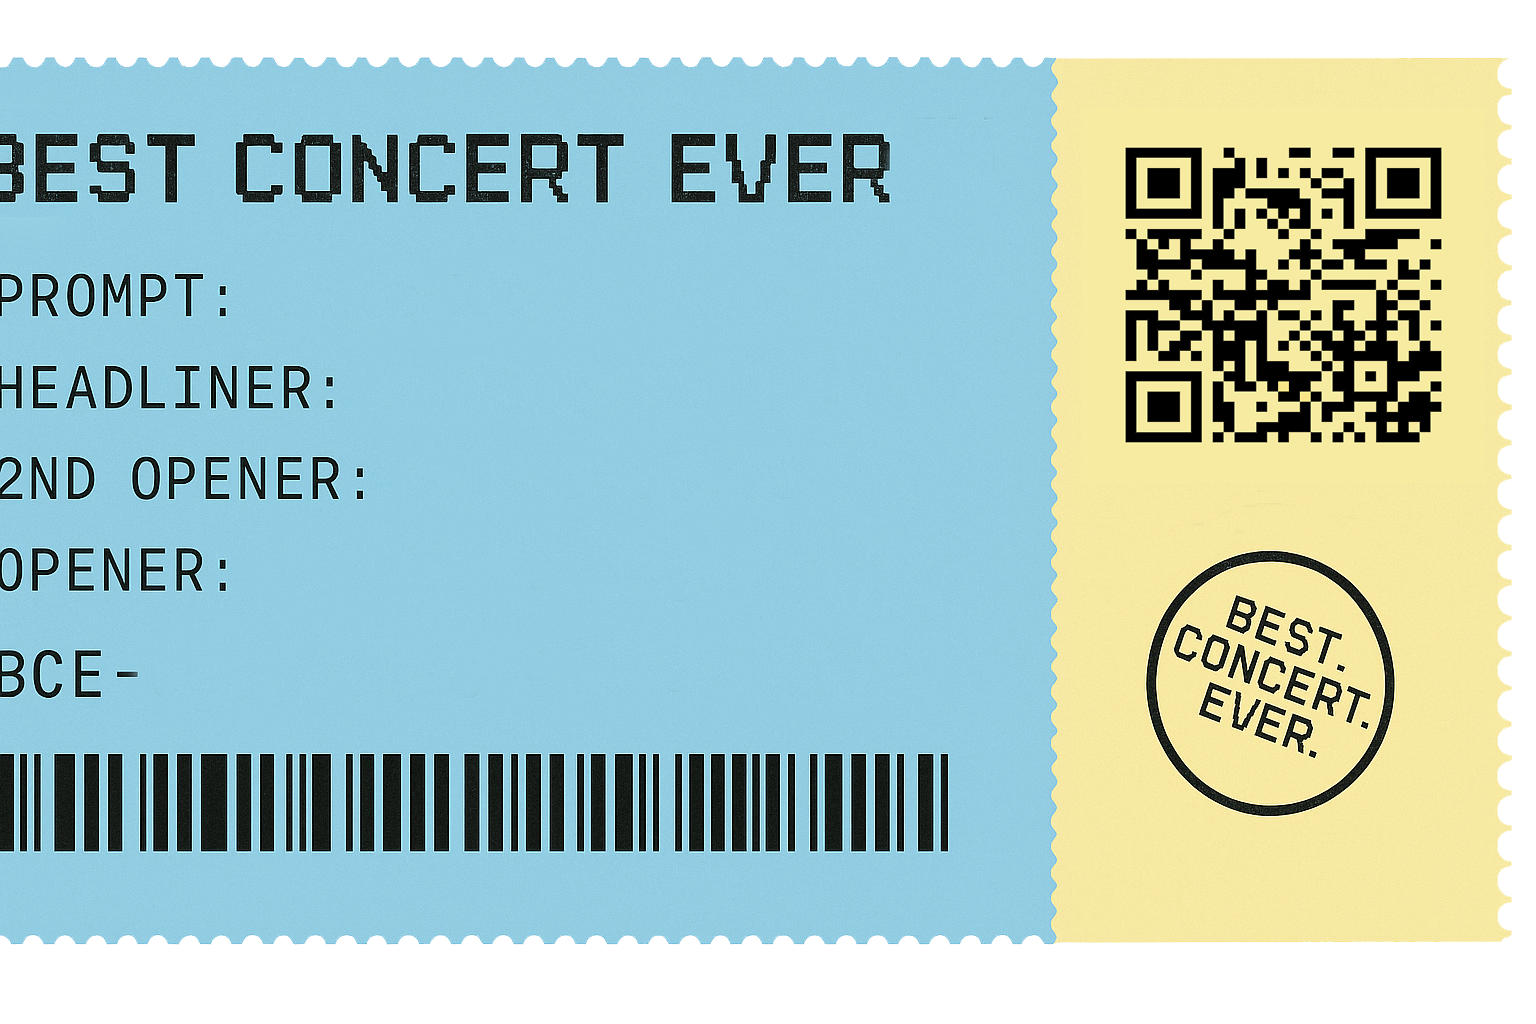 BEST CONCERT EVER
PROMPT:
HEADLINER:
2ND OPENER:
OPENER:
BCE-
BEST.
CONCERT.
EVER.